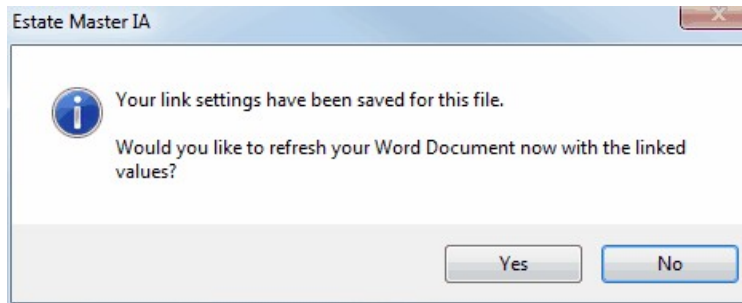 Estate Master IA
Your link settings have been saved for this file.
Would you like to refresh your Word Document now with the linked
values?
Yes
No